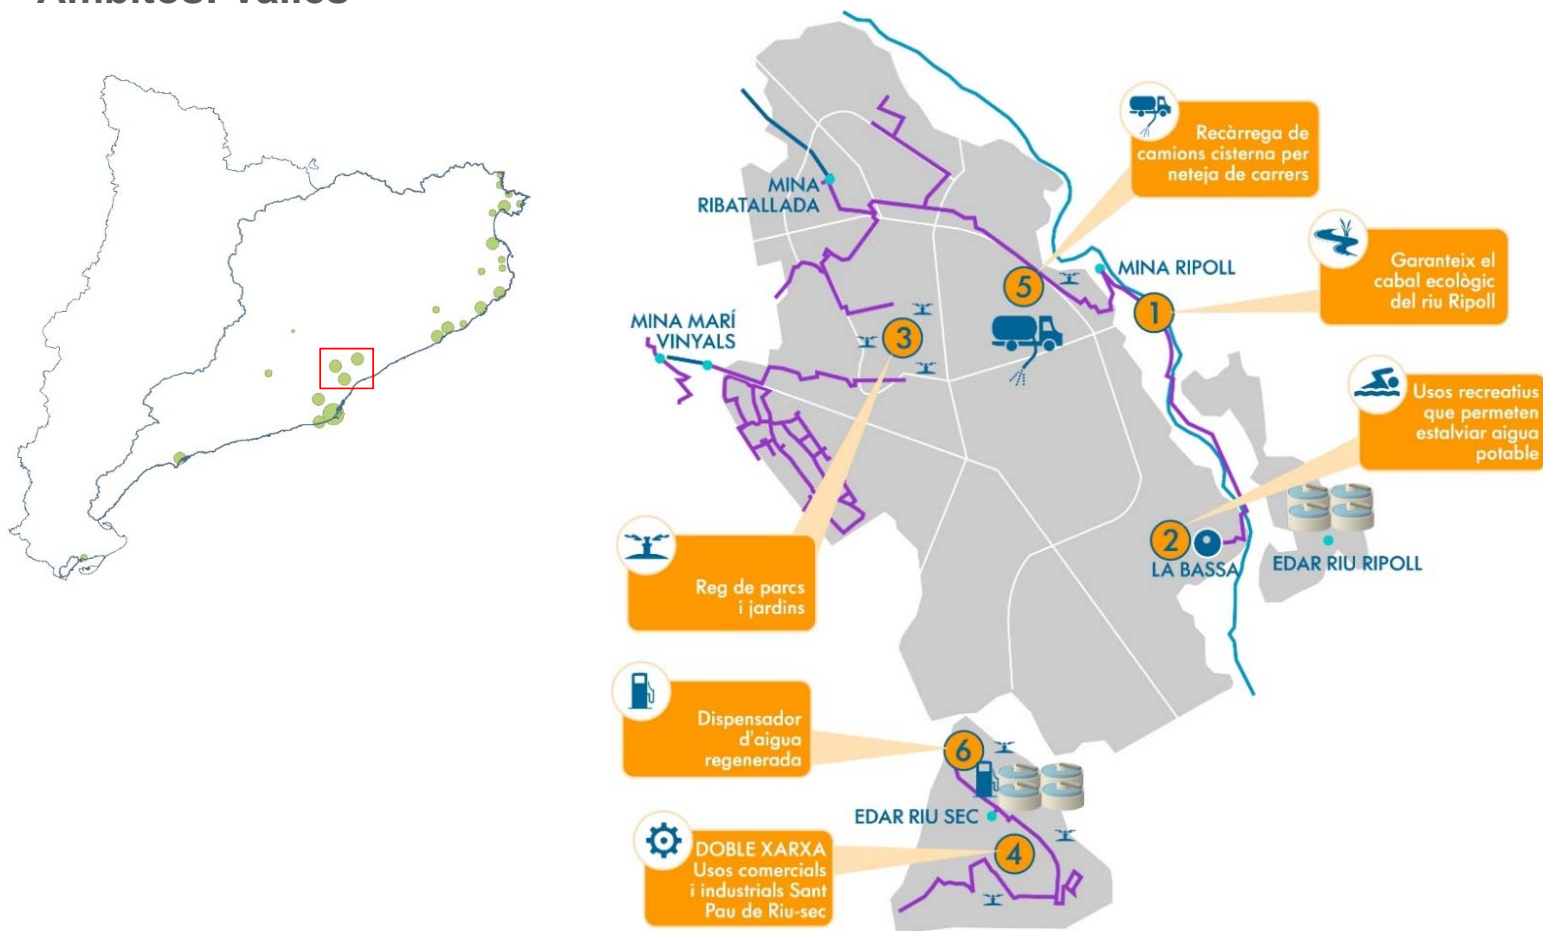 Recàrrega de
camions cisterna per
neteja de carrers
MINA
RIBATALLADA
Garanteix el
cabal ecològic
del riu Ripoll
MINA RIPOLL
5
1
MINA MARÍ
VINYALS
3
Usos recreatius
que permeten
estalviar aigua
potable
2
LA BASSA
EDAR RIU RIPOLL
Reg de parcs
i jardins
Dispensador
d'aigua
regenerada
6
EDAR RIU SEC
4
DOBLE XARXA
Usos comercials
i industrials Sant
Pau de Riu-sec